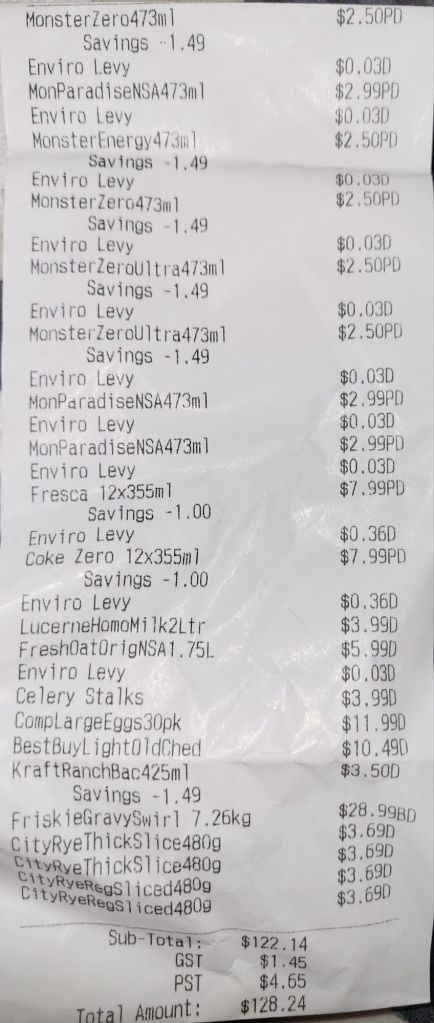 MonsterZero473ml $2.50PD
Savings -1.49
Enviro Levy $0.03D
MonParadiseNSA473ml $2.99PD
Enviro Levy $0.03D
MonsterEnergy473ml $2.50PD
Savings -1.49
Enviro Levy $0.03D
MonsterZero473ml $2.50PD
Savings -1.49
Enviro Levy $0.03D
MonsterZeroUltra473ml $2.50PD
Savings -1.49
Enviro Levy $0.03D
MonsterZeroUltra473ml $2.50PD
Savings -1.49
Enviro Levy $0.03D
MonParadiseNSA473ml $2.99PD
Enviro Levy $0.03D
MonParadiseNSA473ml $2.99PD
Enviro Levy $0.03D
Fresca 12x355ml $7.99PD
Savings -1.00
Enviro Levy $0.36D
Coke Zero 12x355ml $7.99PD
Savings -1.00
Enviro Levy $0.36D
LucerneHomoMilk2Ltr $3.99D
FreshOatOrigNSA1.75L $5.99D
Enviro Levy $0.03D
Celery Stalks $3.99D
CompLargeEggs30pk $11.99D
BestBuyLightOldChed $10.49D
KraftRanchBac425ml $3.50D
Savings -1.49
FriskieGravySwirl 7.26kg $28.99BD
CityRyeThickSlice480g $3.69D
CityRyeThickSlice480g $3.69D
CityRyeRegSliced480g $3.69D
CityRyeRegSliced480g $3.69D
Sub-Total: $122.14
GST $1.45
PST $4.65
Total Amount: $128.24